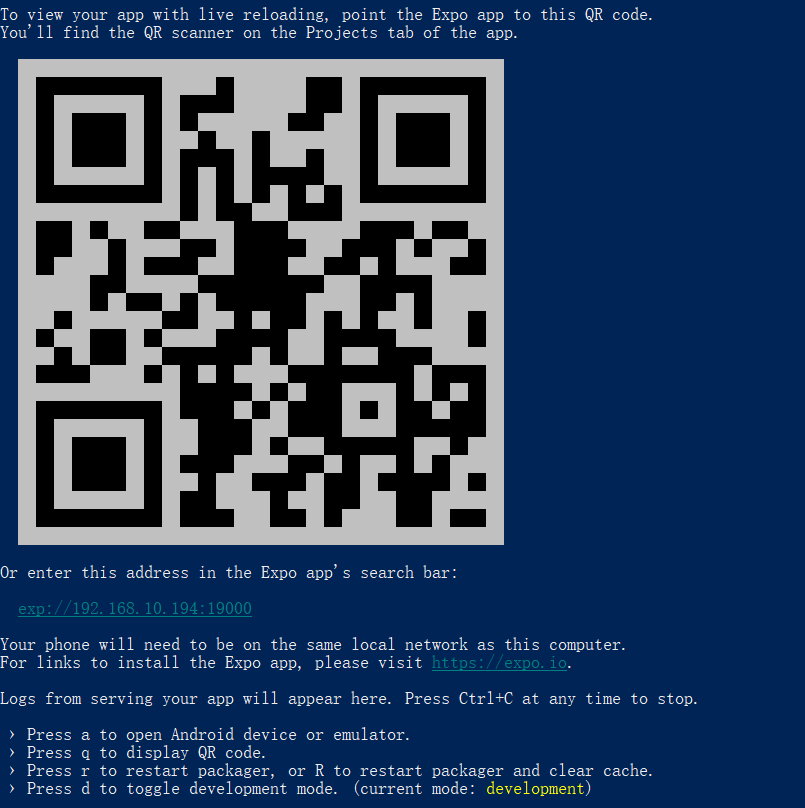 To view your app with live reloading, point the Expo app to this QR code.
You'll find the QR scanner on the Projects tab of the app.
Or enter this address in the Expo app's search bar:
exp://192.168.10.194:19000
Your phone will need to be on the same local network as this computer.
For links to install the Expo app, please visit https://expo.io.
Logs from serving your app will appear here. Press Ctrl+C at any time to stop.
› Press a to open Android device or emulator.
› Press q to display QR code.
› Press r to restart packager, or R to restart packager and clear cache.
› Press d to toggle development mode. (current mode: development)